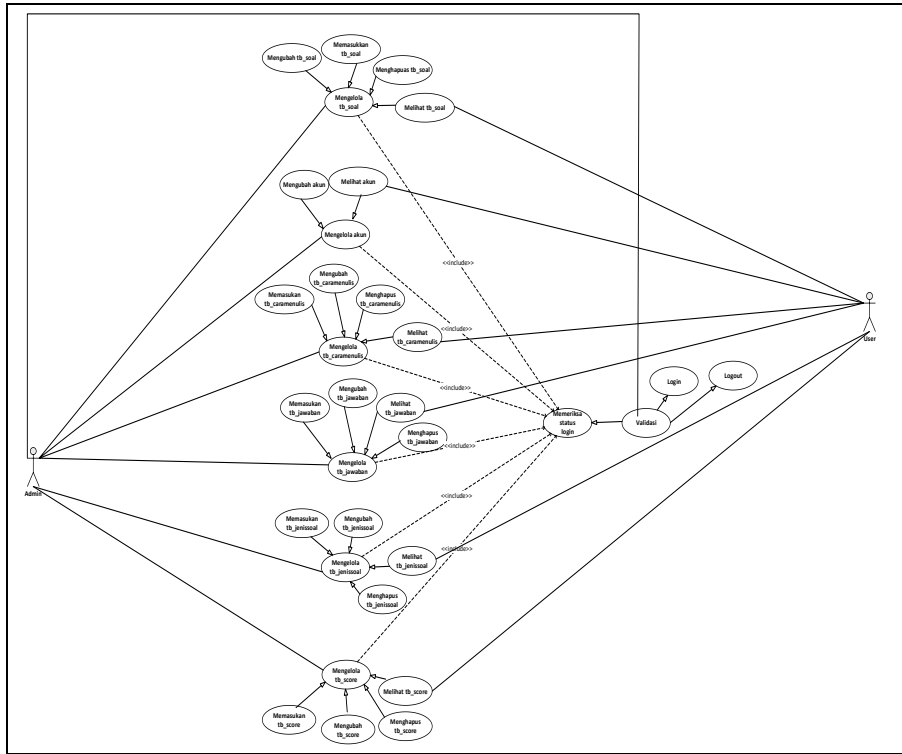 Memasukkan
tb_soal
Mengubah tb_soal
Menghapuas tb_soal
Mengelola
tb_soal
Melihat tb_soal
Mengubah akun
Melihat akun
Mengelola akun
<<include>>
Mengubah
tb_caramenulis
Memasukan
tb_caramenulis
Menghapus
tb_caramenulis
<<include>>
Melihat
tb_caramenulis
Mengelola
tb_caramenulis
User
Login
Logout
Mengubah
tb_jawaban
Memasukan
tb_jawaban
Melihat
tb_jawaban
<<include>>
Memeriksa
status
login
Validasi
Menghapus
tb_jawaban
<<include>>
Mengelola
tb_jawaban
Admin
<<include>>
Memasukan
tb_jenissoal
Mengubah
tb_jenissoal
<<include>>
Melihat
tb_jenissoal
Mengelola
tb_jenissoal
Menghapus
tb_jenissoal
Mengelola
tb_score
Melihat tb_score
Memasukan
tb_score
Mengubah
tb_score
Menghapus
tb_score